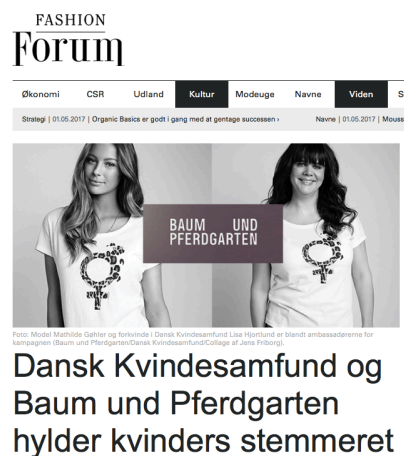 FASHION
Forum
Økonomi CSR Udland Kultur Modeuge Navne Viden S
Strategi | 01.05.2017 | Organic Basics er godt i gang med at gentage successen › Navne | 01.05.2017 | Mouss
BAUM UND
PFERDGARTEN
Foto: Model Mathilde Gøhler og forkvinde i Dansk Kvindesamfund Lisa Hjortlund er blandt ambassadørerne for
kampagnen (Baum und Pferdgarten/Dansk Kvindesamfund/Collage af Jens Friborg).
Dansk Kvindesamfund og
Baum und Pferdgarten
hylder kvinders stemmeret